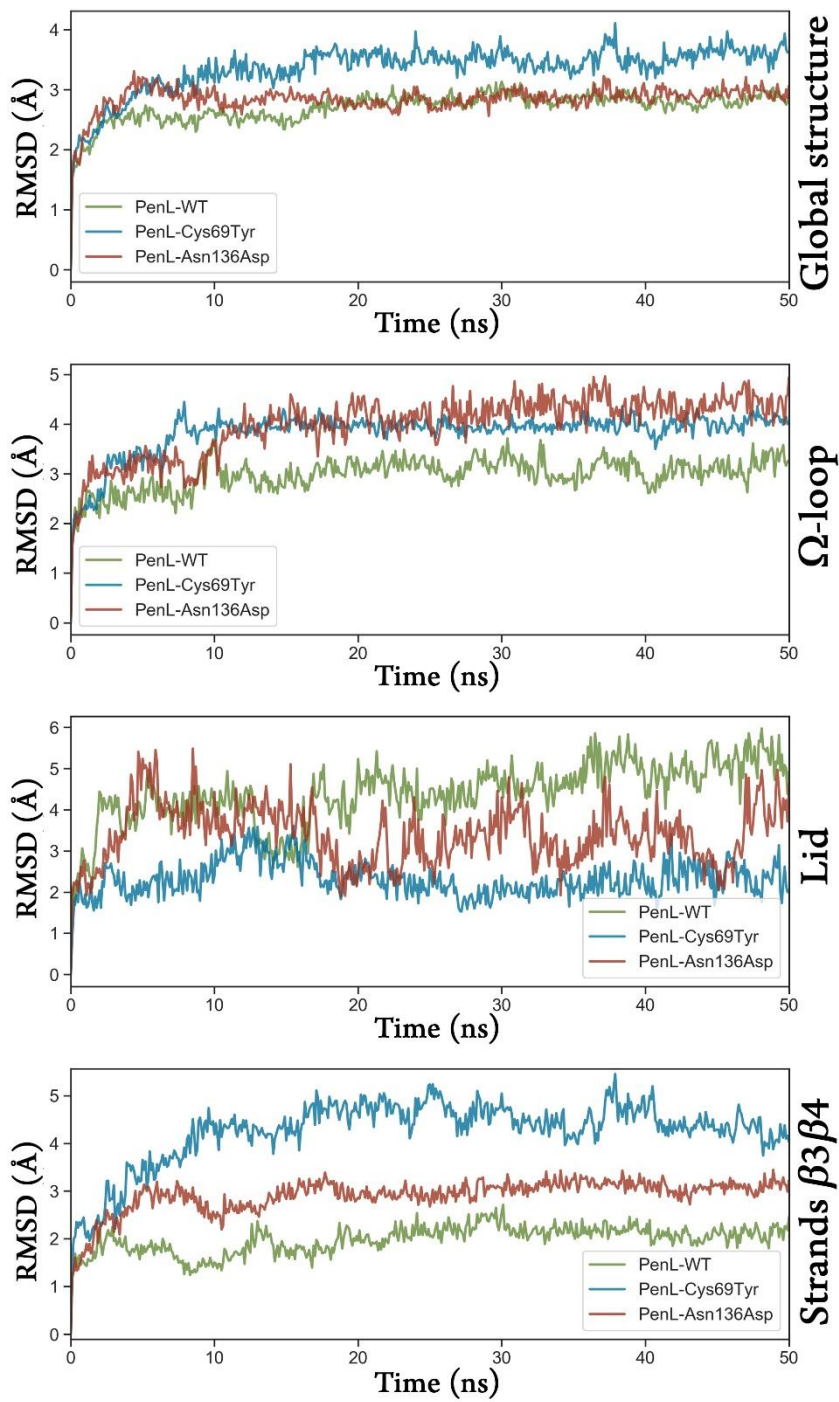 4
3
2
1
0
RMSD (Å)
PenL-WT
PenL-Cys69Tyr
PenL-Asn136Asp
0 10 20 30 40 50
Time (ns)
Global structure
5
4
3
2
1
0
RMSD (Å)
PenL-WT
PenL-Cys69Tyr
PenL-Asn136Asp
0 10 20 30 40 50
Time (ns)
Ω-loop
6
5
4
3
2
1
0
RMSD (Å)
PenL-WT
PenL-Cys69Tyr
PenL-Asn136Asp
0 10 20 30 40 50
Time (ns)
Lid
5
4
3
2
1
0
RMSD (Å)
PenL-WT
PenL-Cys69Tyr
PenL-Asn136Asp
0 10 20 30 40 50
Time (ns)
Strands β3β4